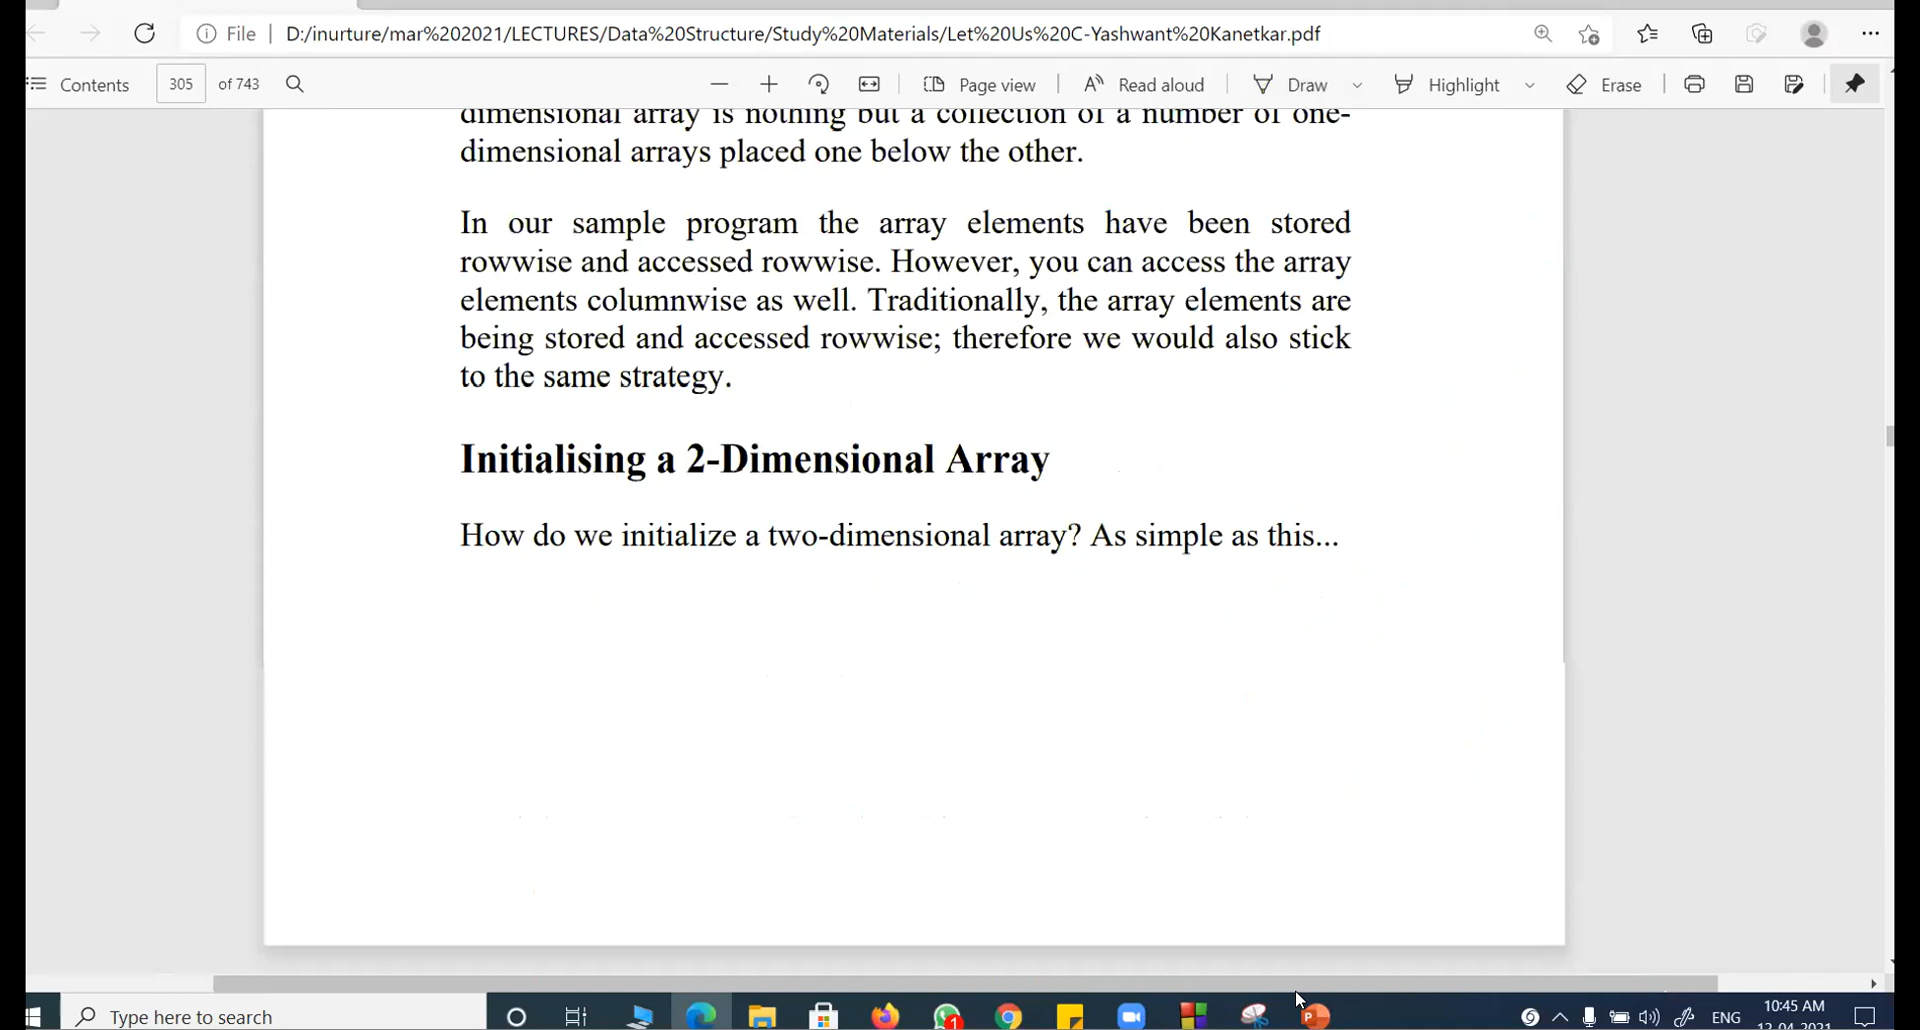 File
D:/inurture/mar%202021/LECTURES/Data%20Structure/Study%20Materials/Let%20Us%20C-Yashwant%20Kanetkar.pdf
Contents
305
of 743
Page view
Read aloud
Draw
Highlight
Erase
dimensional array is nothing but a collection of a number of one-
dimensional arrays placed one below the other.
In our sample program the array elements have been stored
rowwise and accessed rowwise. However, you can access the array
elements columnwise as well. Traditionally, the array elements are
being stored and accessed rowwise; therefore we would also stick
to the same strategy.
Initialising a 2-Dimensional Array
How do we initialize a two-dimensional array? As simple as this...
Type here to search
1
ENG
10:45 AM
12-04-2021